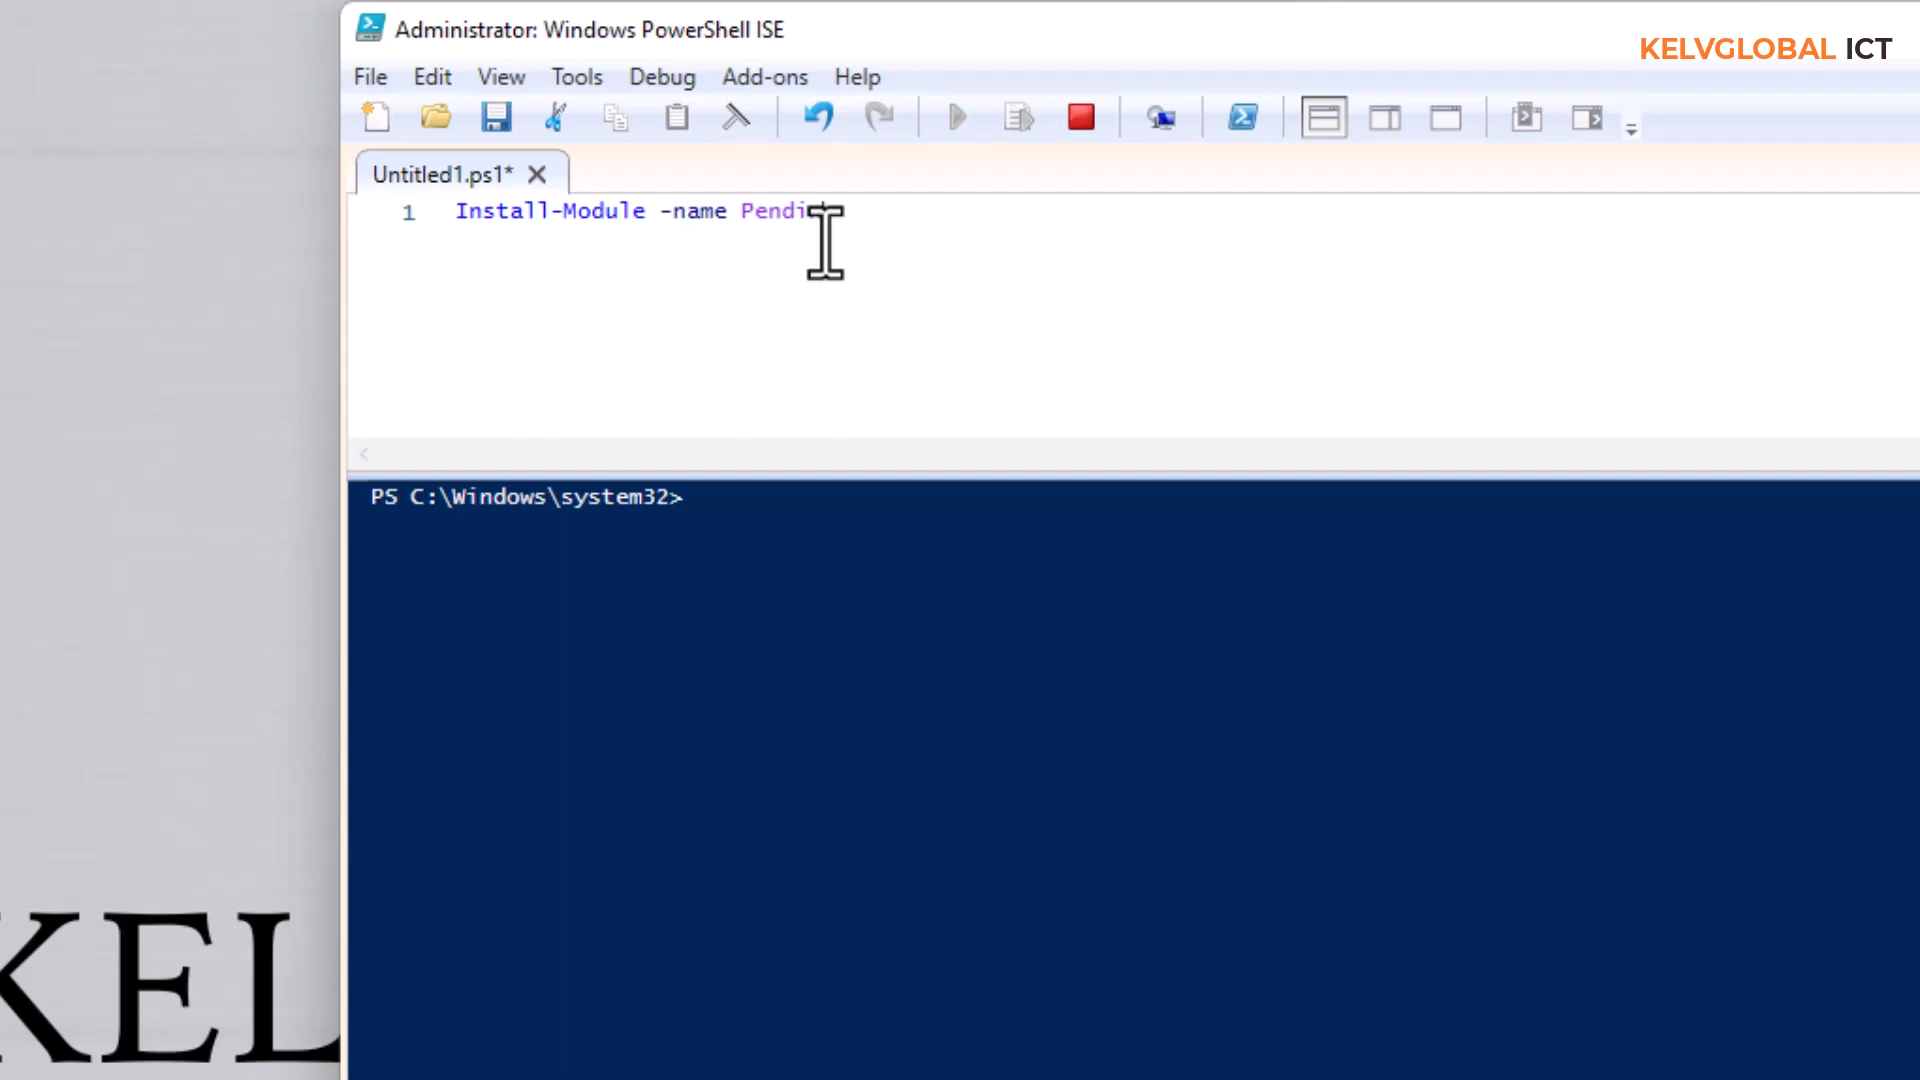 Administrator: Windows PowerShell ISE
KELVGLOBAL ICT
File Edit View Tools Debug Add-ons Help
Untitled1.ps1*
1 Install-Module -name Pendi
PS C:\Windows\system32>
KEL